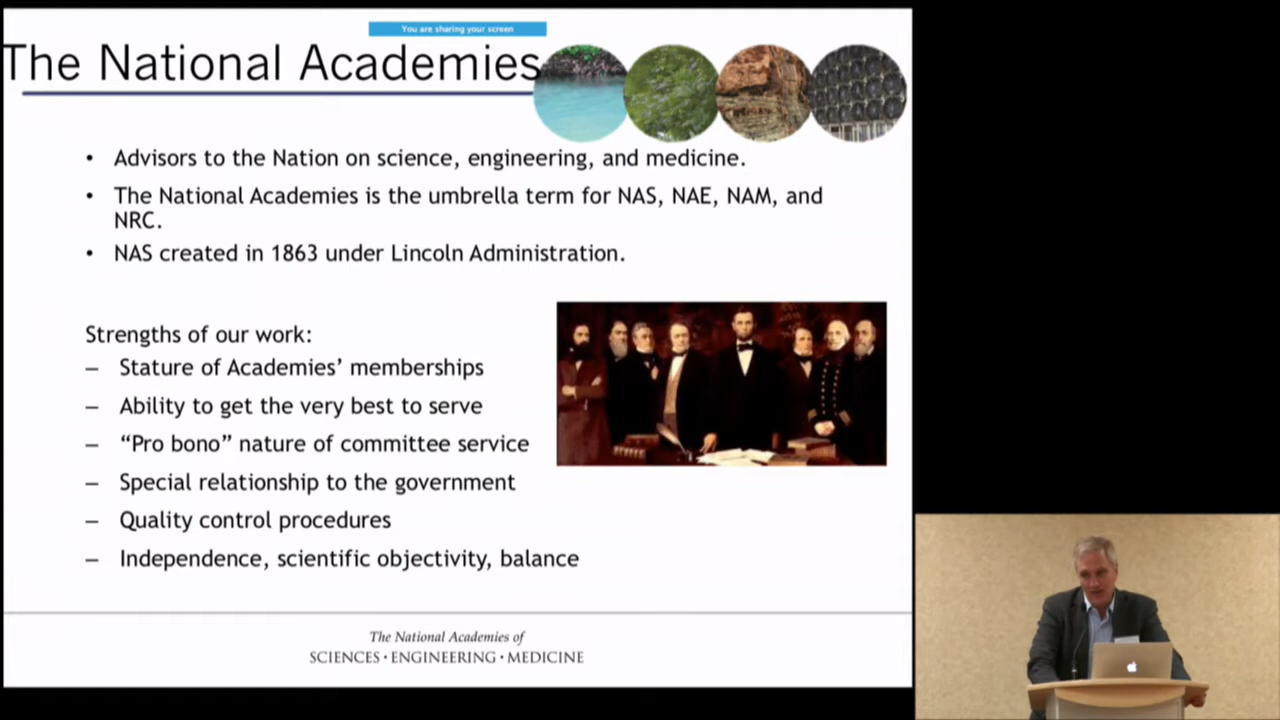 You are sharing your screen
The National Academies
• Advisors to the Nation on science, engineering, and medicine.
• The National Academies is the umbrella term for NAS, NAE, NAM, and
NRC.
• NAS created in 1863 under Lincoln Administration.
Strengths of our work:
– Stature of Academies’ memberships
– Ability to get the very best to serve
– “Pro bono” nature of committee service
– Special relationship to the government
– Quality control procedures
– Independence, scientific objectivity, balance
The National Academies of
SCIENCES · ENGINEERING · MEDICINE